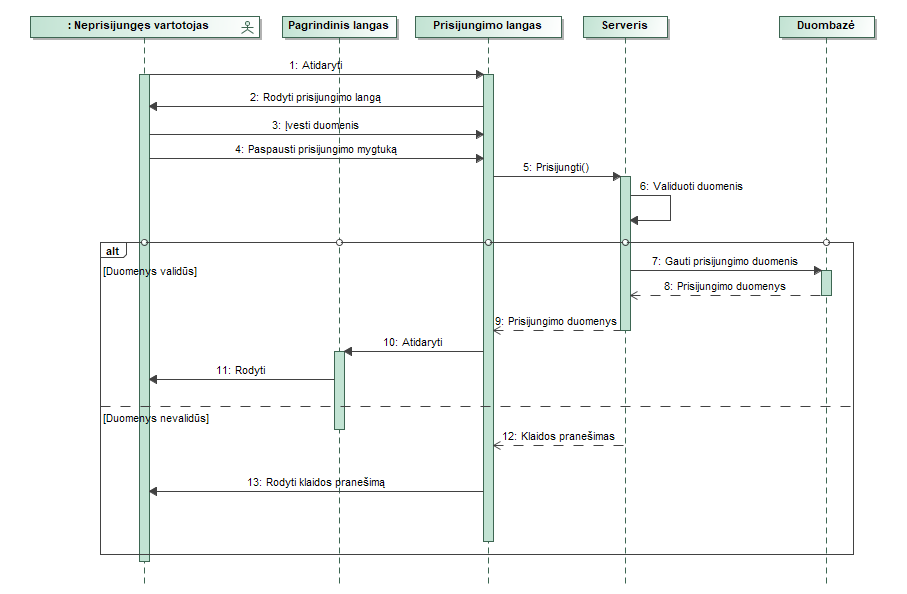 : Neprisijungęs vartotojas
Pagrindinis langas
Prisijungimo langas
Serveris
Duombazė
1: Atidaryti
2: Rodyti prisijungimo langą
3: Įvesti duomenis
4: Paspausti prisijungimo mygtuką
5: Prisijungti()
6: Validuoti duomenis
alt
[Duomenys validūs]
7: Gauti prisijungimo duomenis
8: Prisijungimo duomenys
9: Prisijungimo duomenys
10: Atidaryti
11: Rodyti
[Duomenys nevalidūs]
12: Klaidos pranešimas
13: Rodyti klaidos pranešimą